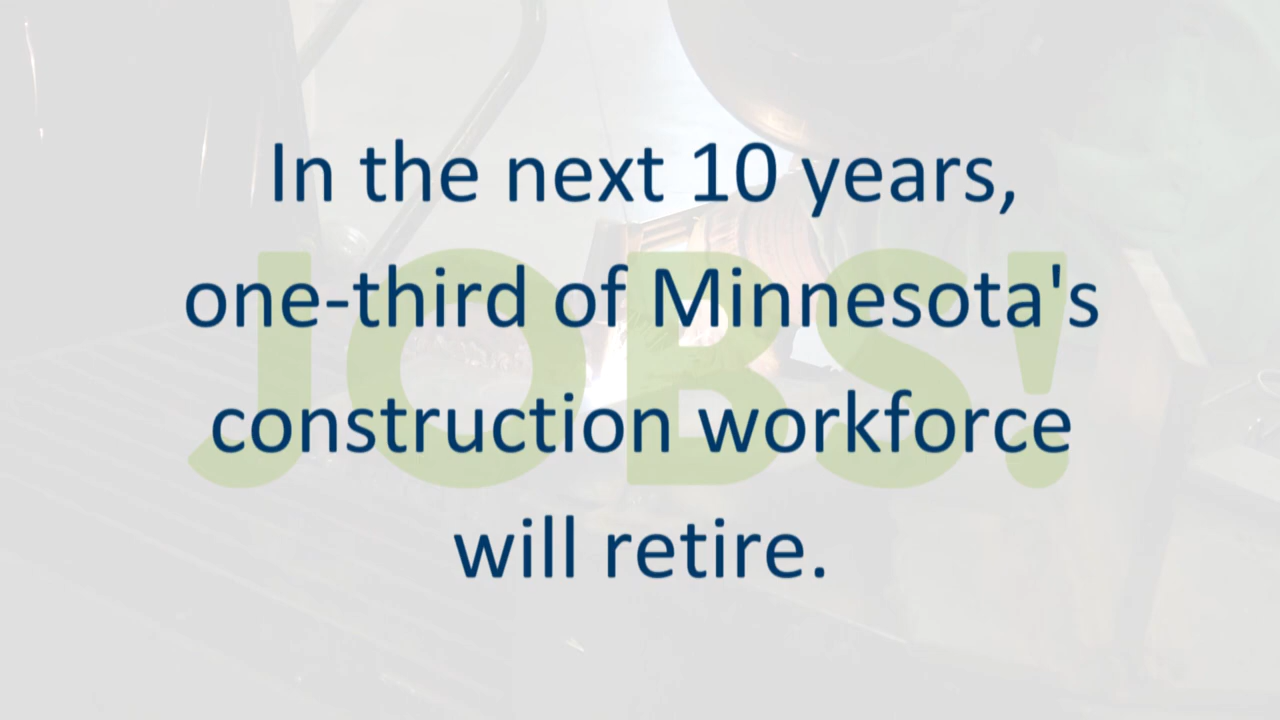 In the next 10 years,
JOBS!
one-third of Minnesota's
construction workforce
will retire.